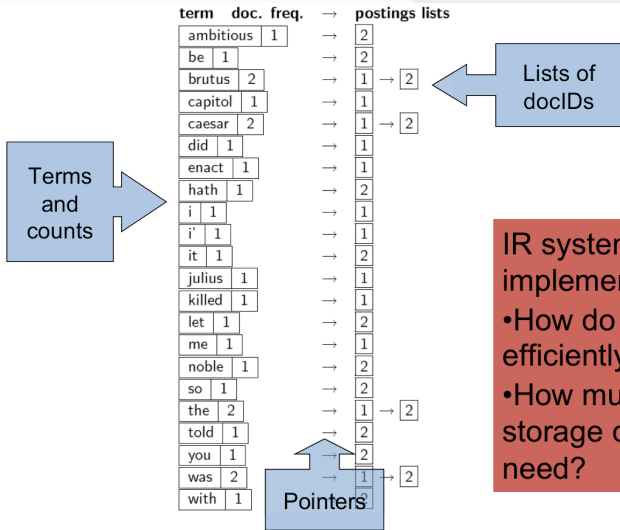 term doc. freq. → postings lists
ambitious 1 → 2
be 1 → 2
brutus 2 → 1 → 2
capitol 1 → 1
caesar 2 → 1 → 2
did 1 → 1
enact 1 → 1
hath 1 → 2
i 1 → 1
i' 1 → 1
it 1 → 2
julius 1 → 1
killed 1 → 1
let 1 → 2
me 1 → 1
noble 1 → 2
so 1 → 2
the 2 → 1 → 2
told 1 → 2
you 1 → 2
was 2 → 1 → 2
with 1 → 2
Terms
and
counts
Lists of
docIDs
Pointers
IR system
implemen
•How do
efficiently
•How mu
storage
need?